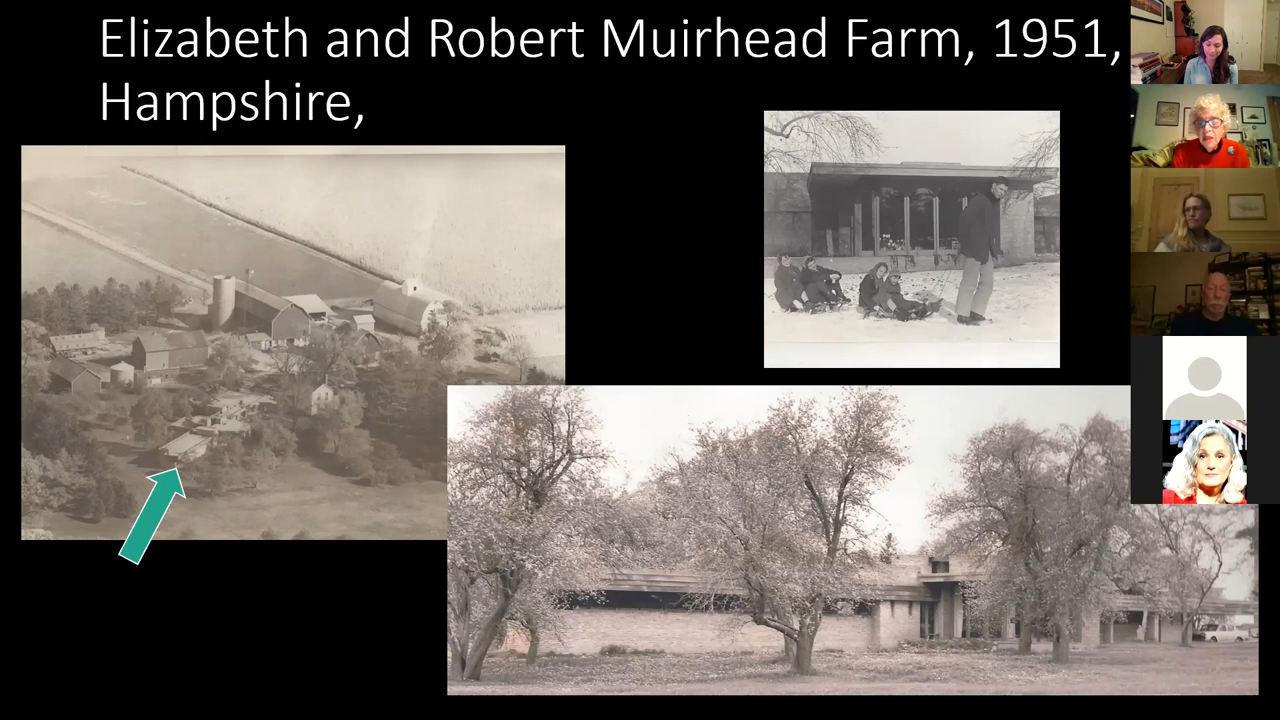 Elizabeth and Robert Muirhead Farm, 1951,
Hampshire,